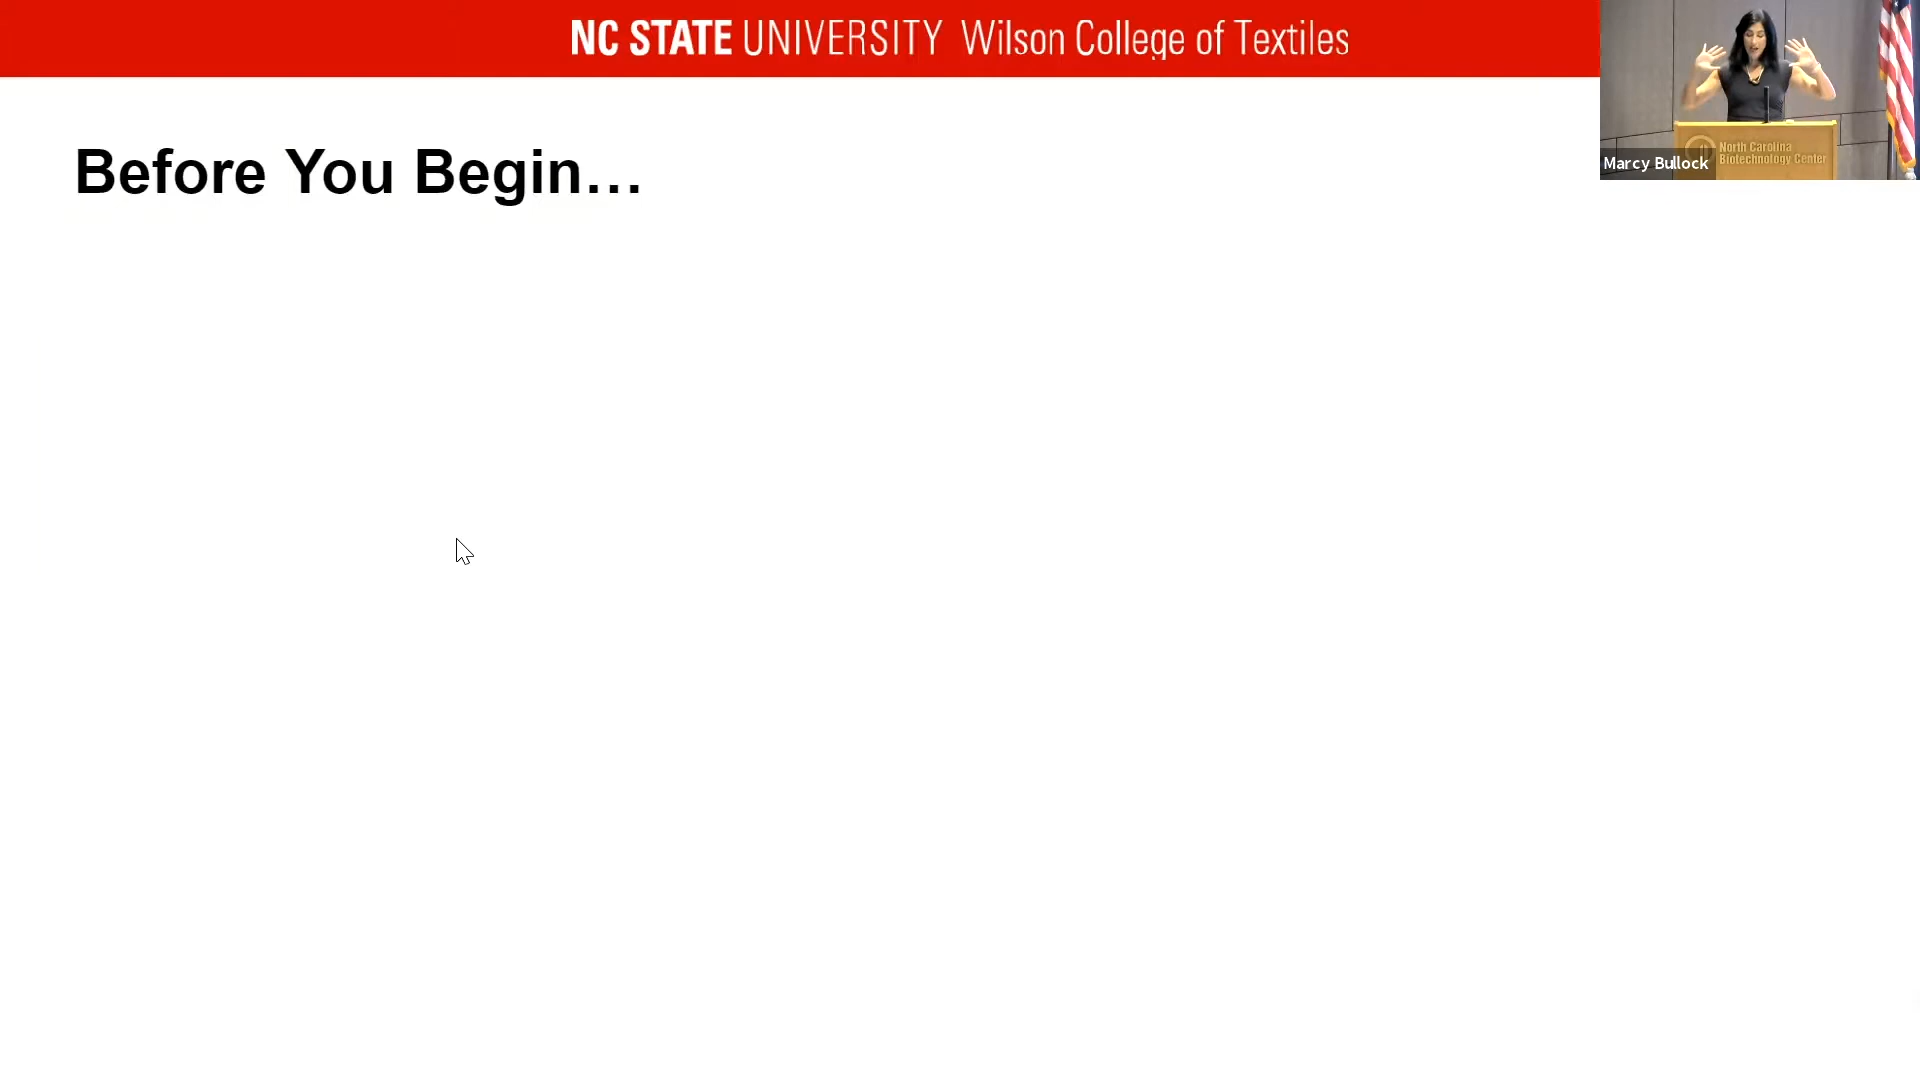 NC STATE UNIVERSITY Wilson College of Textiles
Before You Begin…
North Carolina
Biotechnology Center
Marcy Bullock